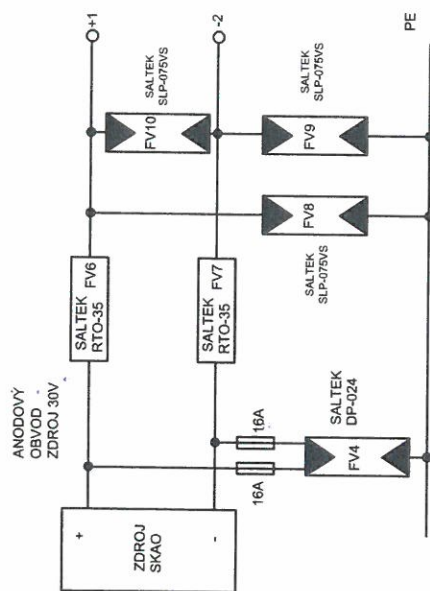 ANODOVÝ
OBVOD
ZDROJ 30V
+
ZDROJ
SKAO
-
SALTEK FV6
RTO-35
SALTEK FV7
RTO-35
16A
16A
SALTEK
DP-024
FV4
+1
-2
SALTEK
SLP-075VS
FV10
SALTEK
SLP-075VS
FV9
FV8
SALTEK
SLP-075VS
PE